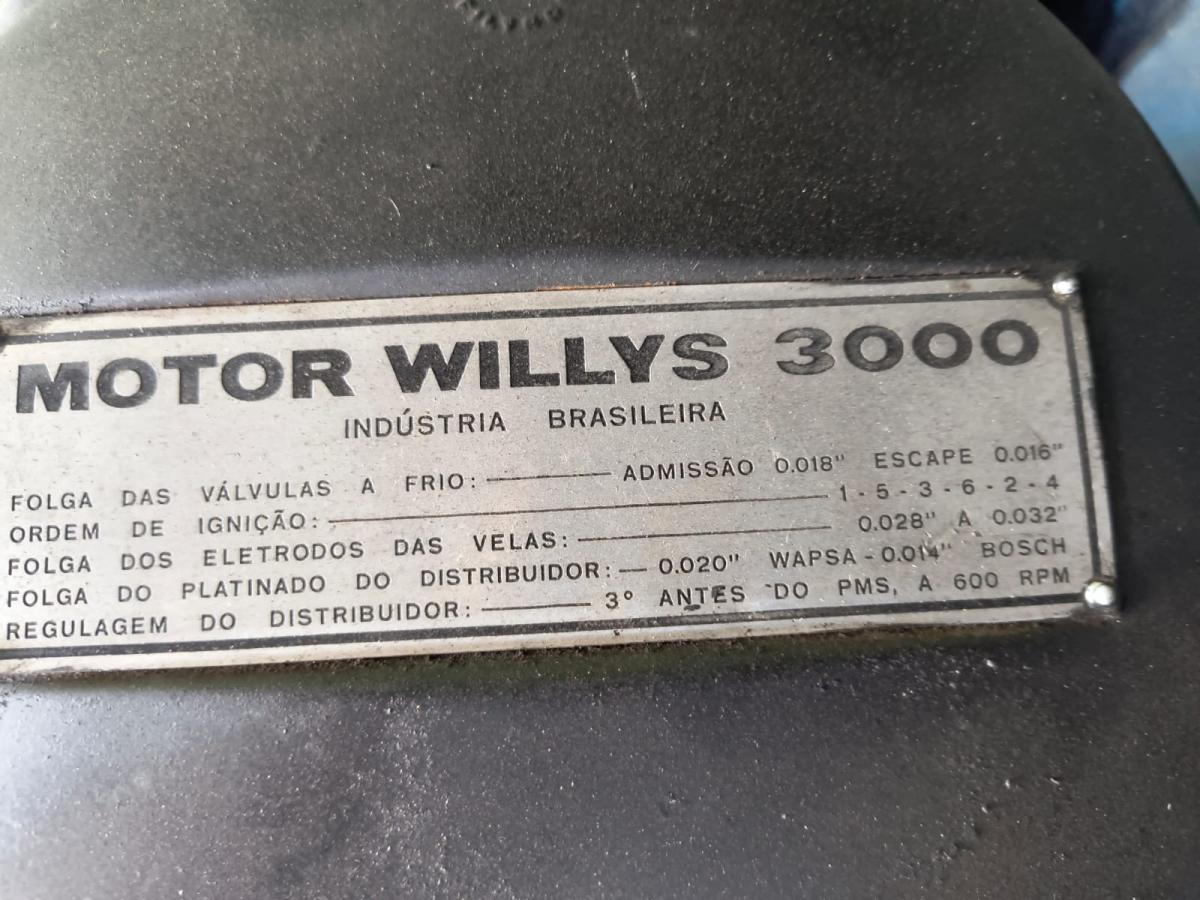 MOTOR WILLYS 3000
INDÚSTRIA BRASILEIRA
FOLGA DAS VÁLVULAS A FRIO: ADMISSÃO 0.018" ESCAPE 0.016"
ORDEM DE IGNIÇÃO: 1 - 5 - 3 - 6 - 2 - 4
FOLGA DOS ELETRODOS DAS VELAS: 0.028" A 0.032"
FOLGA DO PLATINADO DO DISTRIBUIDOR: 0.020" WAPSA - 0.014" BOSCH
REGULAGEM DO DISTRIBUIDOR: 3º ANTES DO PMS, A 600 RPM